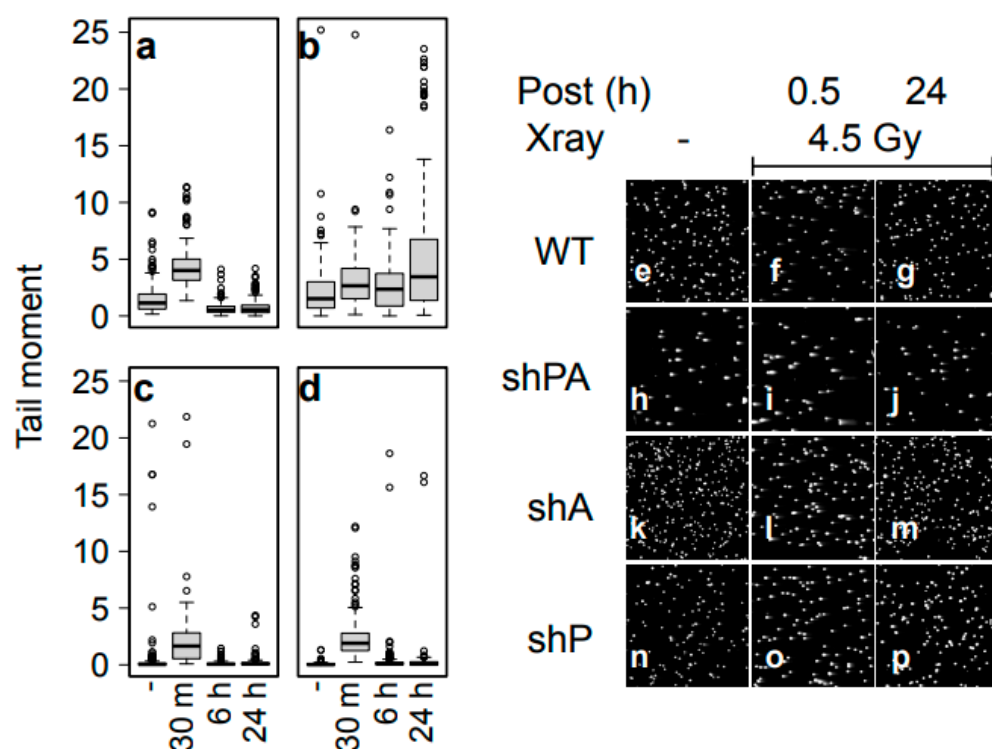 Tail moment
25
20
15
10
5
0
a
b
25
20
15
10
5
0
c
d
-
30 m
6 h
24 h
-
30 m
6 h
24 h
Post (h) 0.5 24
Xray - 4.5 Gy
WT
e f g
shPA
h i j
shA
k l m
shP
n o p